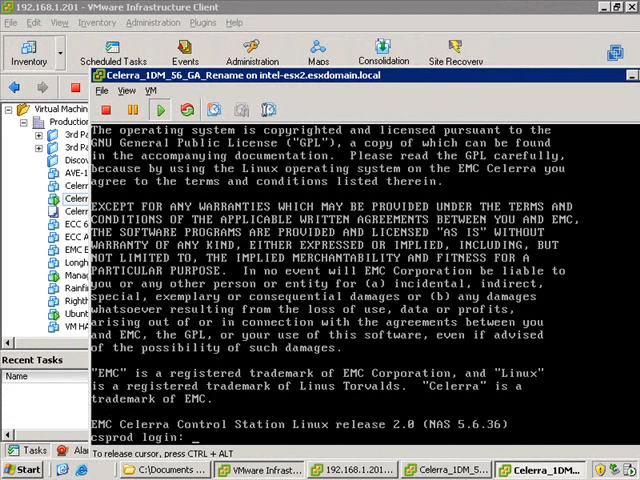 192.168.1.201 - VMware Infrastructure Client
File Edit View Inventory Administration Plugins Help
Inventory Scheduled Tasks Events Administration Maps Consolidation Site Recovery
Celerra_1DM_56_GA_Rename on intel-esx2.esxdomain.local
File View VM
Virtual Machine
Production
3rd Pa
3rd Pa
Discov
AVE-1
Celerr
Celerr
Celerr
ECC 6
ECC A
EMC E
Longh
Manag
Rainfin
Righth
Ubunt
VM HA
Recent Tasks
Name
Tasks Alar
The operating system is copyrighted and licensed pursuant to the
GNU General Public License ("GPL"), a copy of which can be found
in the accompanying documentation. Please read the GPL carefully,
because by using the Linux operating system on the EMC Celerra you
agree to the terms and conditions listed therein.
EXCEPT FOR ANY WARRANTIES WHICH MAY BE PROVIDED UNDER THE TERMS AND
CONDITIONS OF THE APPLICABLE WRITTEN AGREEMENTS BETWEEN YOU AND EMC,
THE SOFTWARE PROGRAMS ARE PROVIDED AND LICENSED "AS IS" WITHOUT
WARRANTY OF ANY KIND, EITHER EXPRESSED OR IMPLIED, INCLUDING, BUT
NOT LIMITED TO, THE IMPLIED MERCHANTABILITY AND FITNESS FOR A
PARTICULAR PURPOSE. In no event will EMC Corporation be liable to
you or any other person or entity for (a) incidental, indirect,
special, exemplary or consequential damages or (b) any damages
whatsoever resulting from the loss of use, data or profits,
arising out of or in connection with the agreements between you
and EMC, the GPL, or your use of this software, even if advised
of the possibility of such damages.
"EMC" is a registered trademark of EMC Corporation, and "Linux"
is a registered trademark of Linus Torvalds. "Celerra" is a
trademark of EMC.
EMC Celerra Control Station Linux release 2.0 (NAS 5.6.36)
csprod login: _
To release cursor, press CTRL + ALT
Start C:\Documents ... VMware Infrast... 192.168.1.201... Celerra_1DM_5... Celerra_1DM...